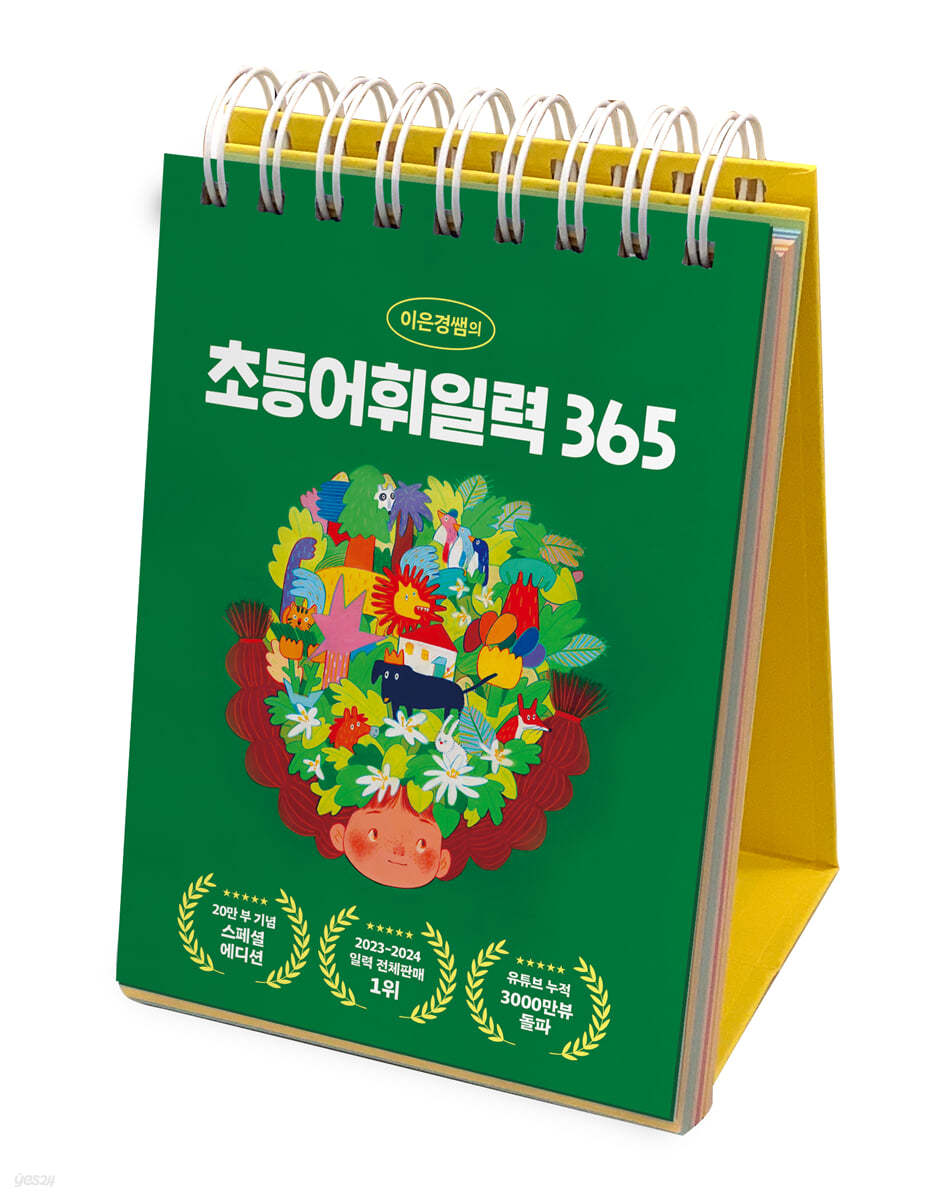 이은경쌤의
초등어휘일력 365
★★★★★
20만 부 기념
스페셜
에디션
★★★★★
2023-2024
일력 전체판매
1위
★★★★★
유튜브 누적
3000만뷰
돌파
yes24